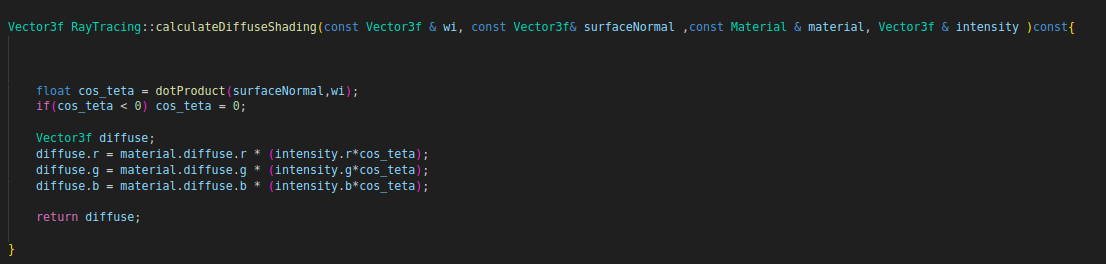 Vector3f RayTracing::calculateDiffuseShading(const Vector3f & wi, const Vector3f& surfaceNormal ,const Material & material, Vector3f & intensity )const{
float cos_teta = dotProduct(surfaceNormal,wi);
if(cos_teta < 0) cos_teta = 0;
Vector3f diffuse;
diffuse.r = material.diffuse.r * (intensity.r*cos_teta);
diffuse.g = material.diffuse.g * (intensity.g*cos_teta);
diffuse.b = material.diffuse.b * (intensity.b*cos_teta);
return diffuse;
}